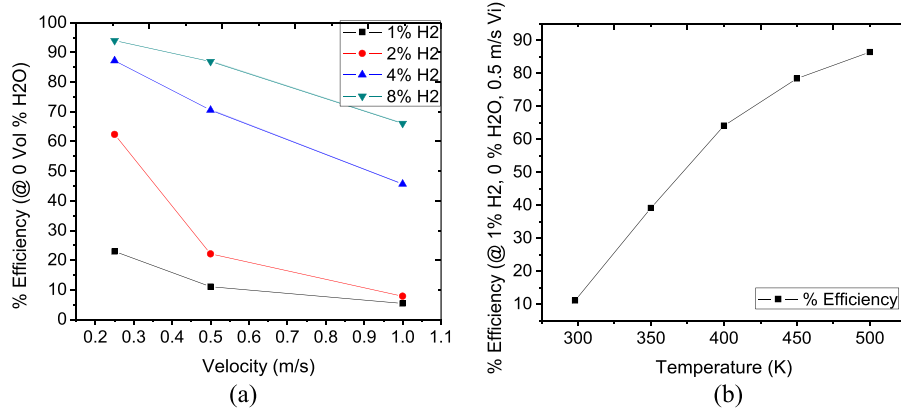 % Efficiency (@ 0 Vol % H2O)
100
90
80
70
60
50
40
30
20
10
0
1% H2
2% H2
4% H2
8% H2
0.2 0.3 0.4 0.5 0.6 0.7 0.8 0.9 1.0
Velocity (m/s)
(a)
% Efficiency (@ 1% H2, 0 % H2O, 0.5 m/s Vi)
90
80
70
60
50
40
30
20
10
% Efficiency
300 350 400 450 500
Temperature (K)
(b)